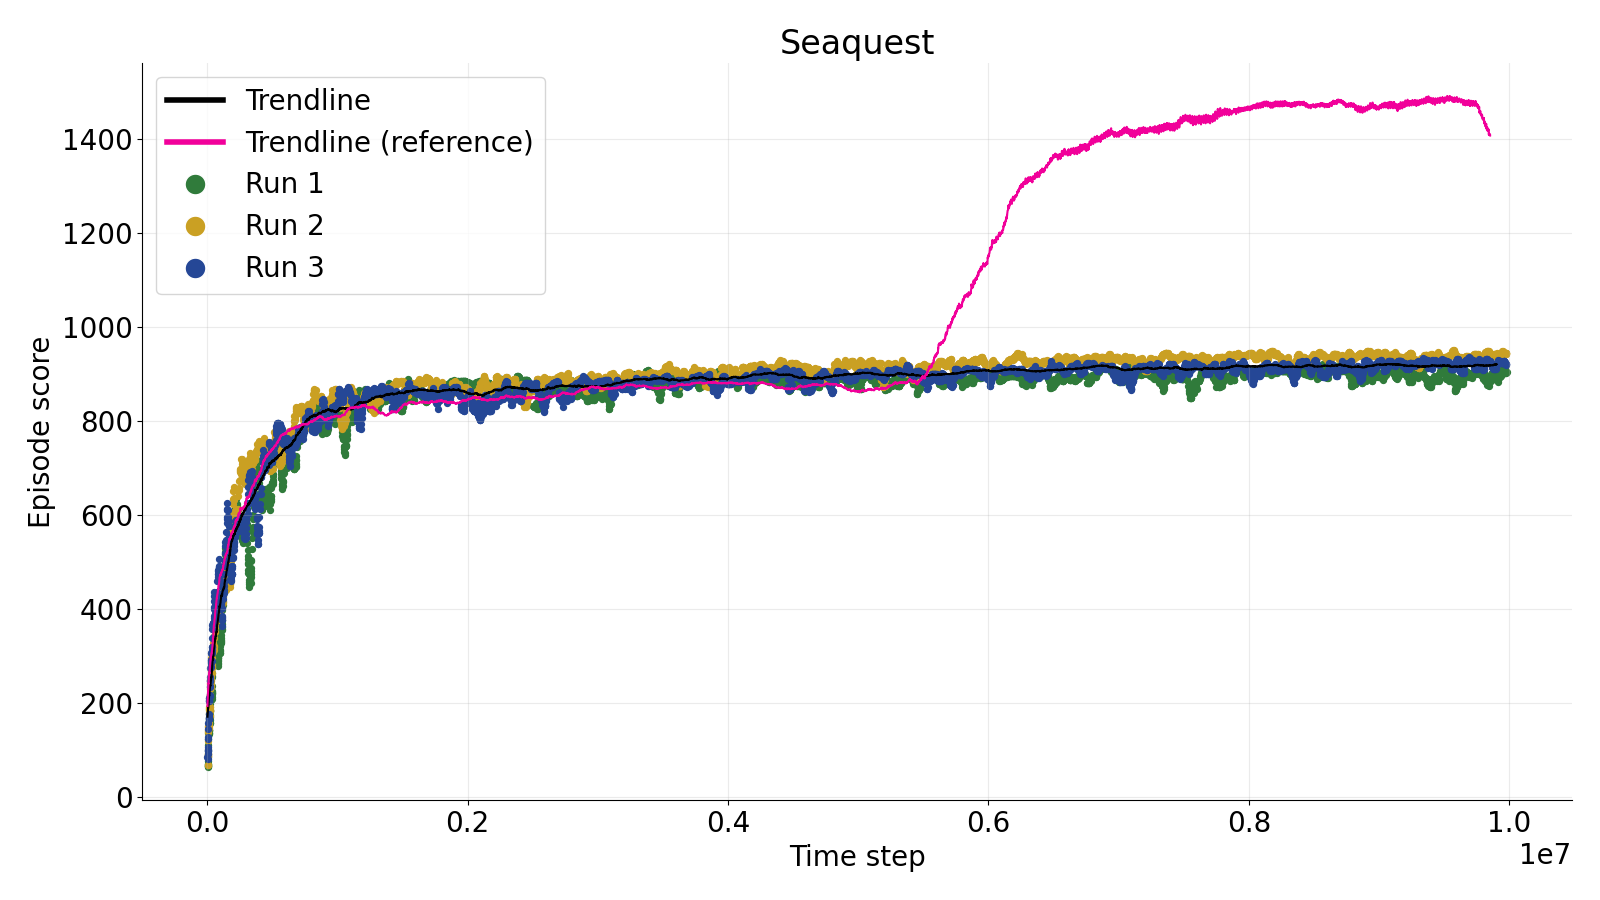 Seaquest
Trendline
Trendline (reference)
Run 1
Run 2
Run 3
Episode score
1400
1200
1000
800
600
400
200
0
0.0 0.2 0.4 0.6 0.8 1.0
1e7
Time step